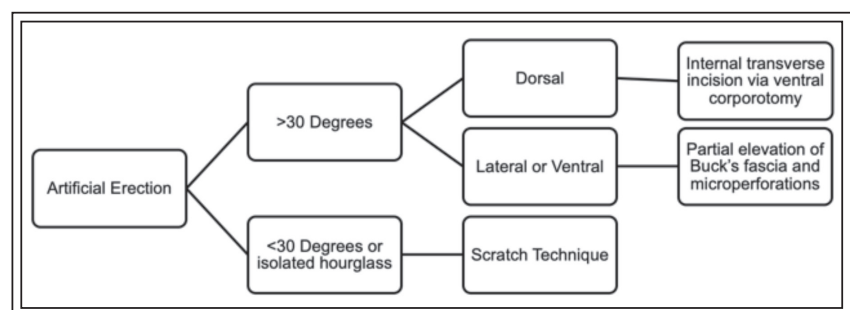 Artificial Erection
>30 Degrees
<30 Degrees or
isolated hourglass
Dorsal
Lateral or Ventral
Scratch Technique
Internal transverse
incision via ventral
corporotomy
Partial elevation of
Buck's fascia and
microperforations